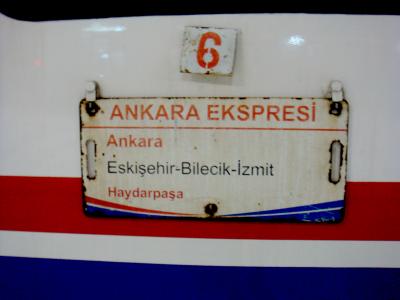 6
ANKARA EKSPRESİ
Ankara
Eskişehir-Bilecik-İzmit
Haydarpaşa